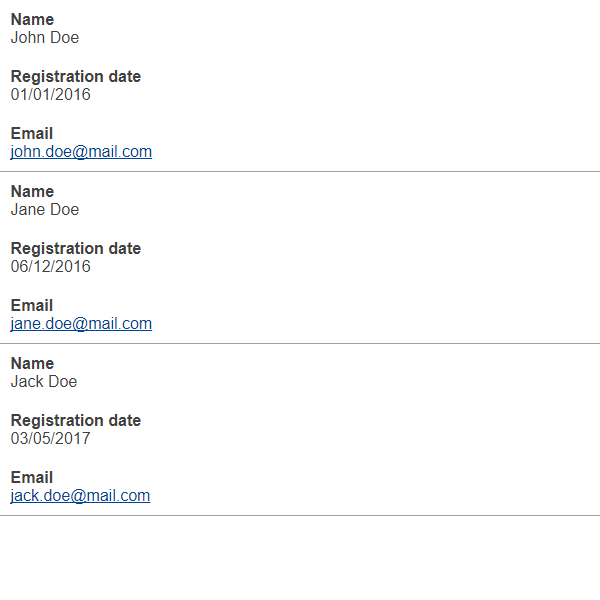 Name
John Doe
Registration date
01/01/2016
Email
john.doe@mail.com
Name
Jane Doe
Registration date
06/12/2016
Email
jane.doe@mail.com
Name
Jack Doe
Registration date
03/05/2017
Email
jack.doe@mail.com